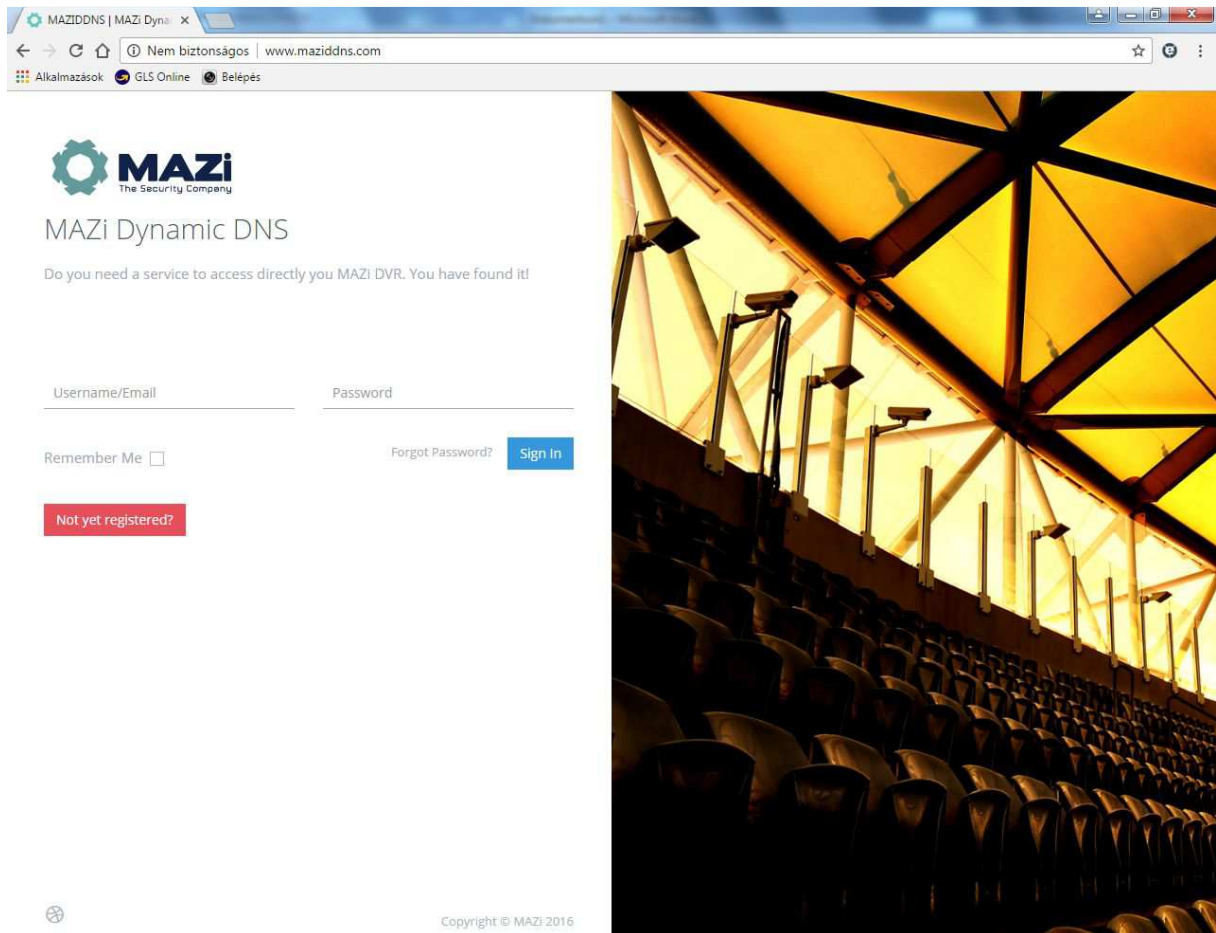 MAZIDDNS | MAZi Dyna
Nem biztonságos
www.maziddns.com
Alkalmazások
GLS Online
Belépés
MAZi
The Security Company
MAZi Dynamic DNS
Do you need a service to access directly you MAZi DVR. You have found it!
Username/Email
Password
Remember Me
Forgot Password?
Sign In
Not yet registered?
Copyright © MAZi 2016